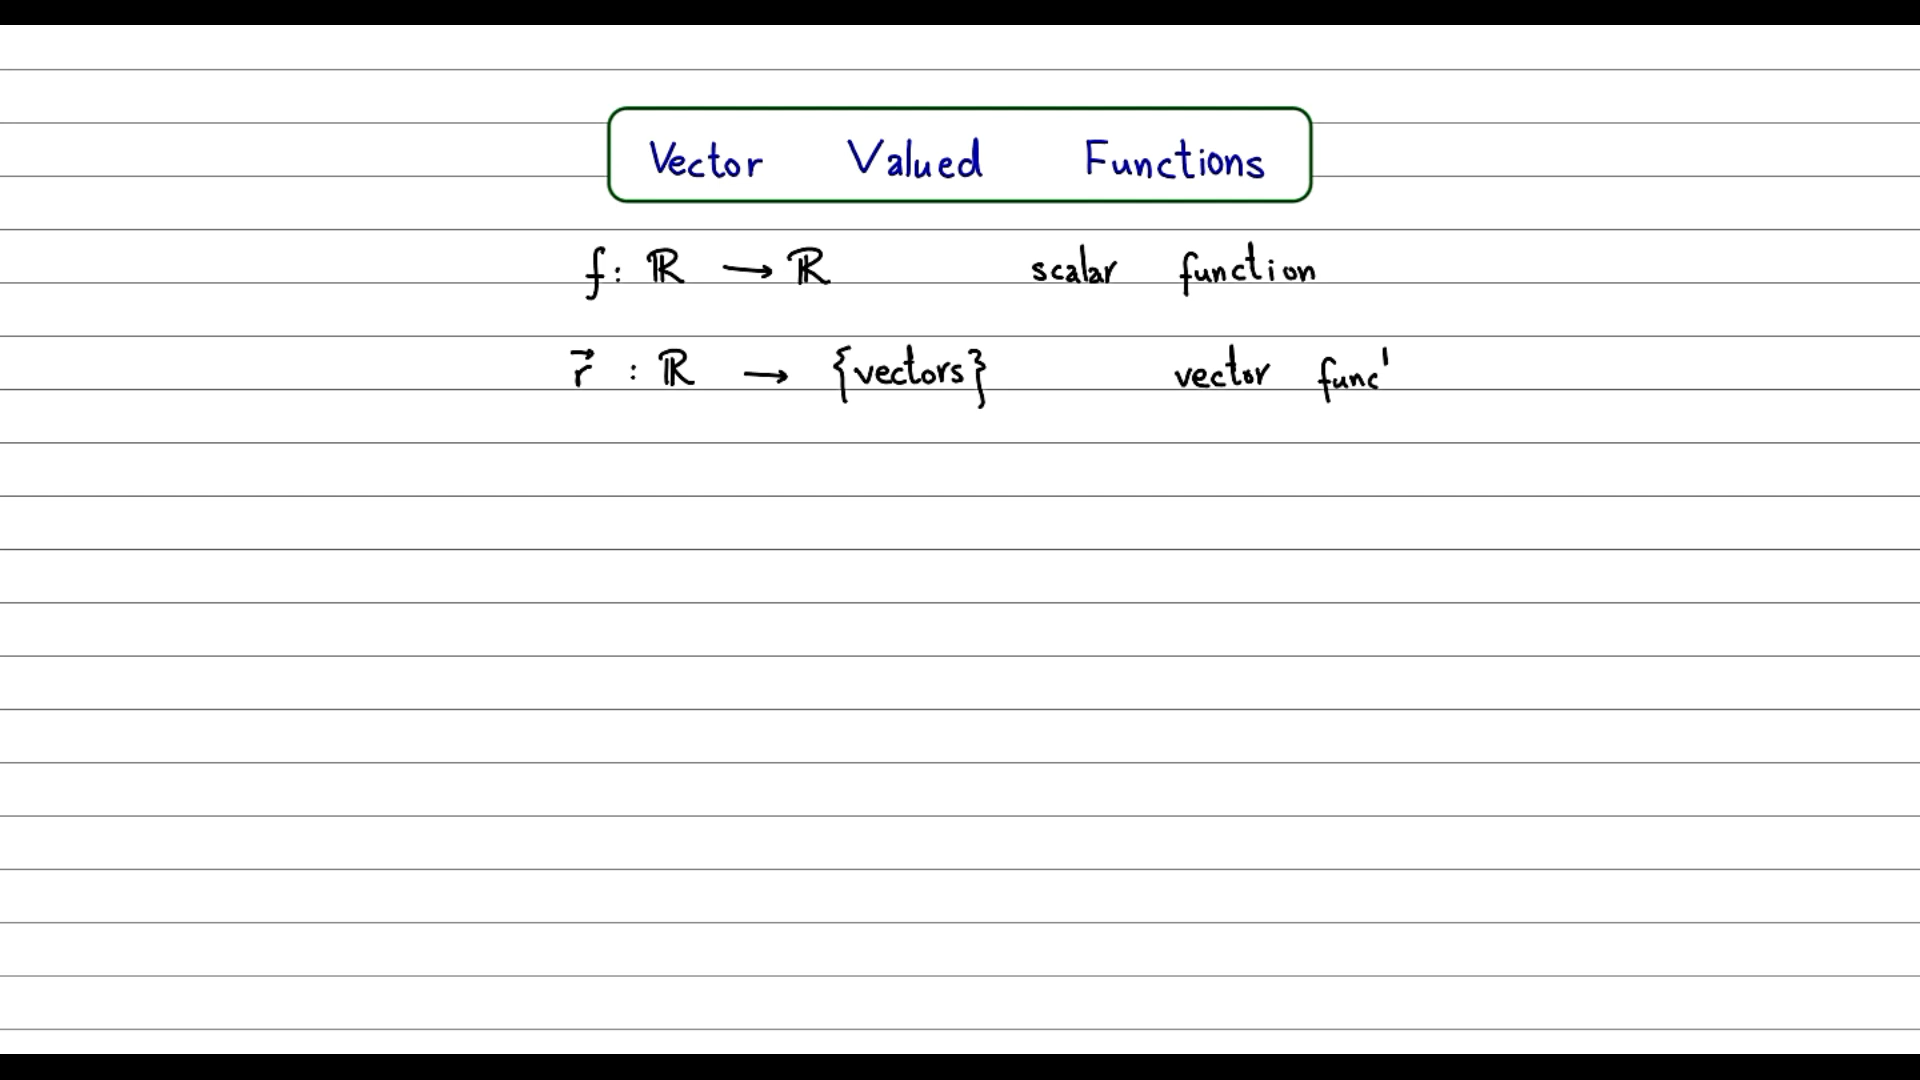 Vector Valued Functions
f: ℝ → ℝ scalar function
r⃗ : ℝ → {vectors} vector func'